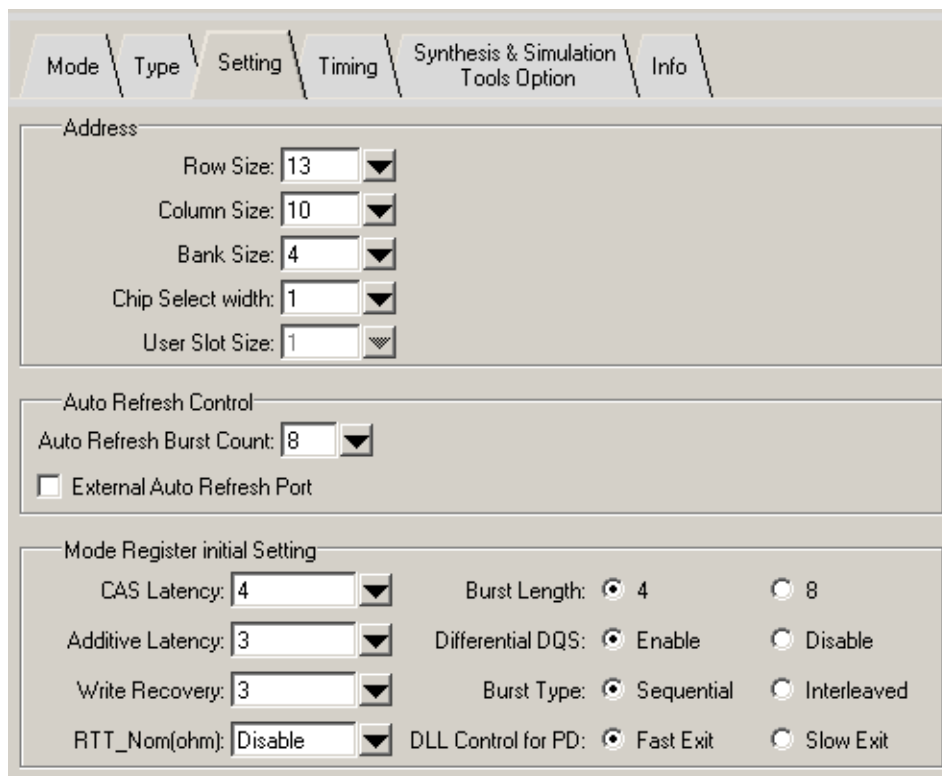 Mode
Type
Setting
Timing
Synthesis & Simulation
Tools Option
Info
Address
Row Size: 13
Column Size: 10
Bank Size: 4
Chip Select width: 1
User Slot Size: 1
Auto Refresh Control
Auto Refresh Burst Count: 8
External Auto Refresh Port
Mode Register initial Setting
CAS Latency: 4 Burst Length: 4 8
Additive Latency: 3 Differential DQS: Enable Disable
Write Recovery: 3 Burst Type: Sequential Interleaved
RTT_Nom(ohm): Disable DLL Control for PD: Fast Exit Slow Exit